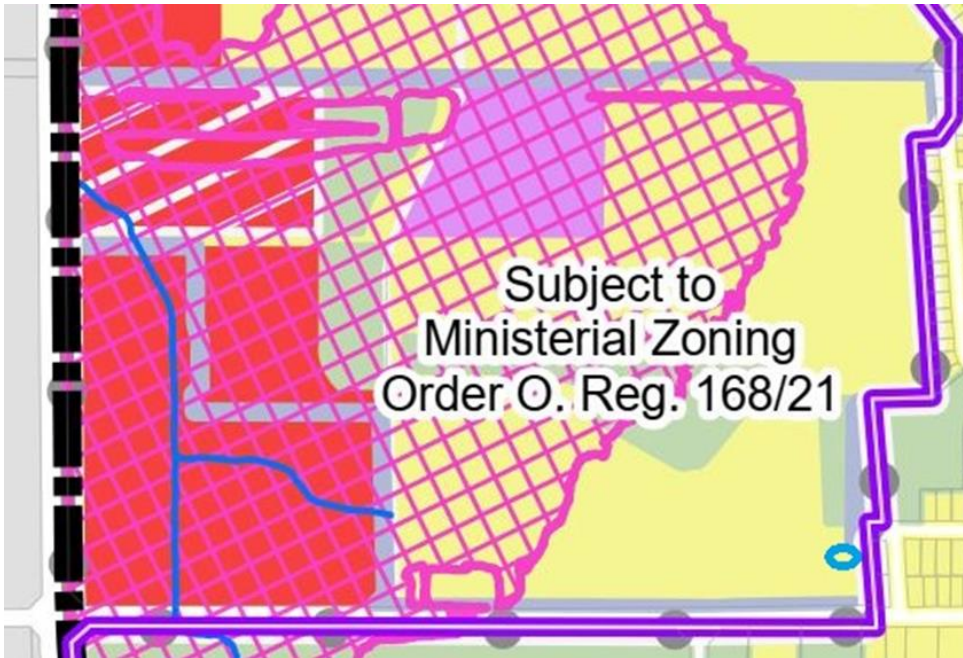 Subject to
Ministerial Zoning
Order O. Reg. 168/21